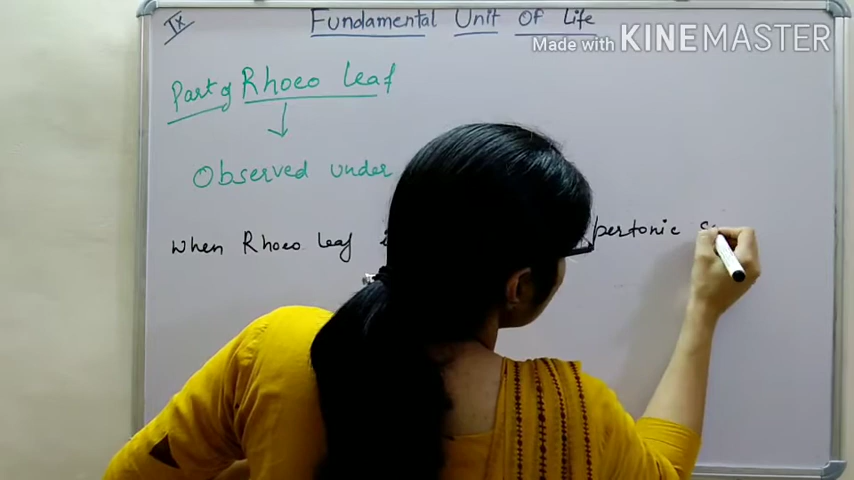 IX Fundamental Unit Of Life
Made with KINEMASTER
Part of Rhoeo leaf
Observed under
when Rhoeo leaf pertonic